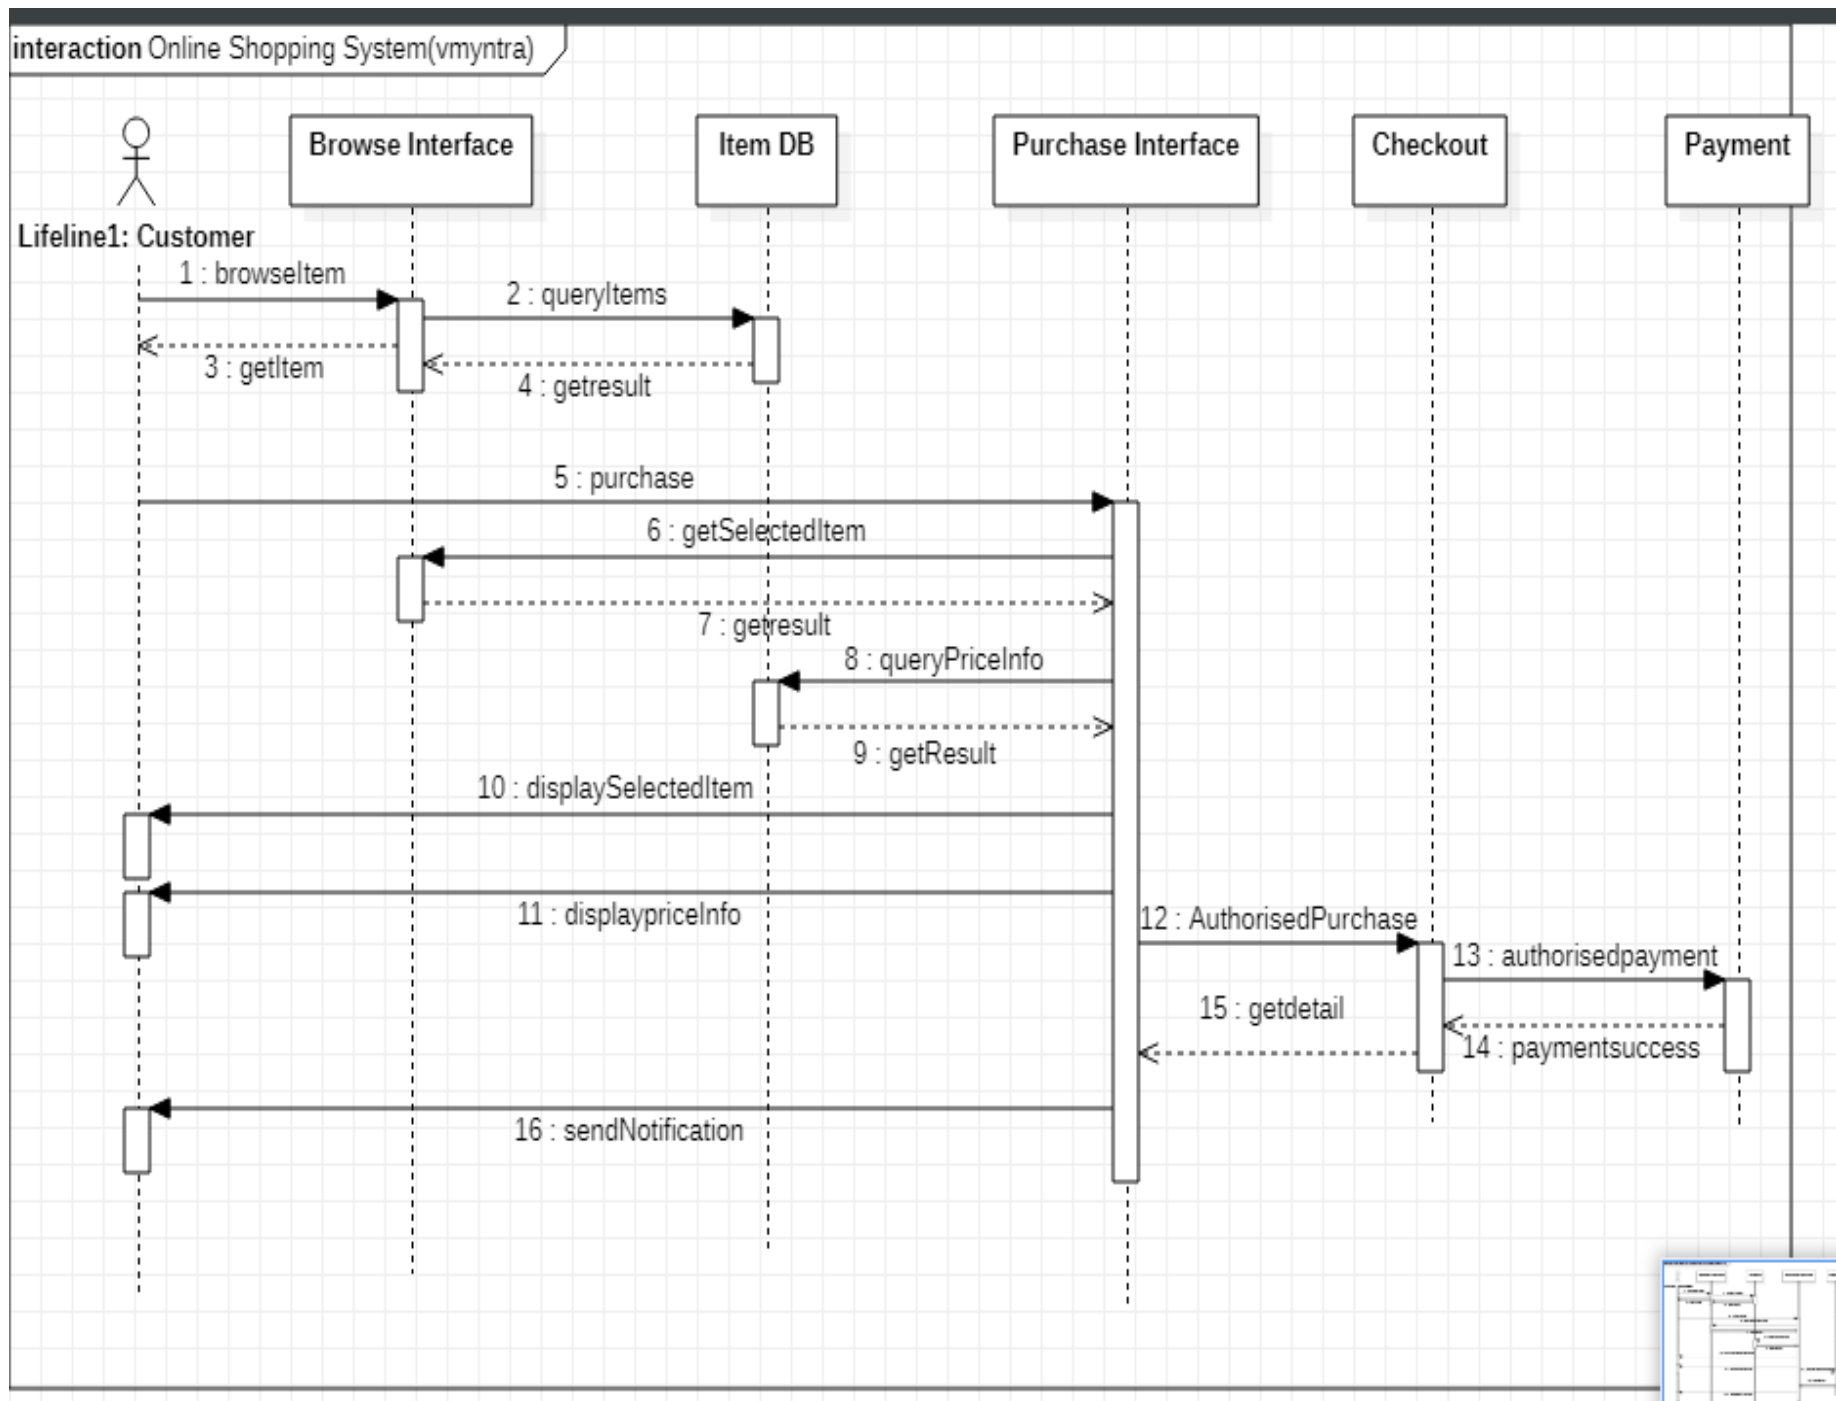 interaction Online Shopping System(vmyntra)
Browse Interface
Item DB
Purchase Interface
Checkout
Payment
Lifeline1: Customer
1 : browseItem
2 : queryItems
3 : getItem
4 : getresult
5 : purchase
6 : getSelectedItem
7 : getresult
8 : queryPriceInfo
9 : getResult
10 : displaySelectedItem
11 : displaypriceInfo
12 : AuthorisedPurchase
13 : authorisedpayment
15 : getdetail
14 : paymentsuccess
16 : sendNotification